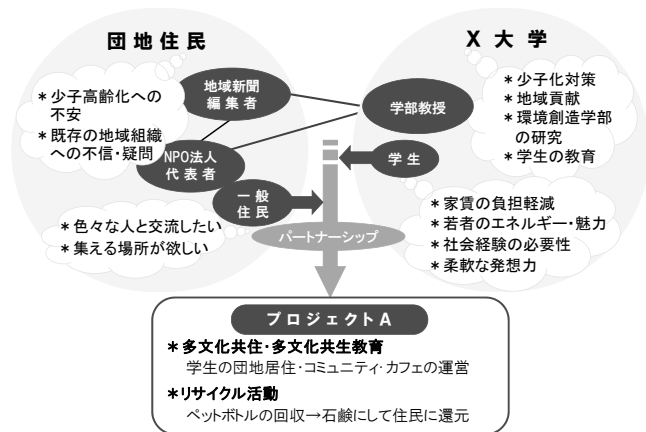 団地住民
X大学
＊少子高齢化への
不安
＊既存の地域組織
への不信・疑問
地域新聞
編集者
NPO法人
代表者
一般
住民
＊色々な人と交流したい
＊集える場所が欲しい
学部教授
学生
＊少子化対策
＊地域貢献
＊環境創造学部
の研究
＊学生の教育
＊家賃の負担軽減
＊若者のエネルギー・魅力
＊社会経験の必要性
＊柔軟な発想力
パートナーシップ
プロジェクトA
＊多文化共住・多文化共生教育
学生の団地居住・コミュニティ・カフェの運営
＊リサイクル活動
ペットボトルの回収→石鹸にして住民に還元